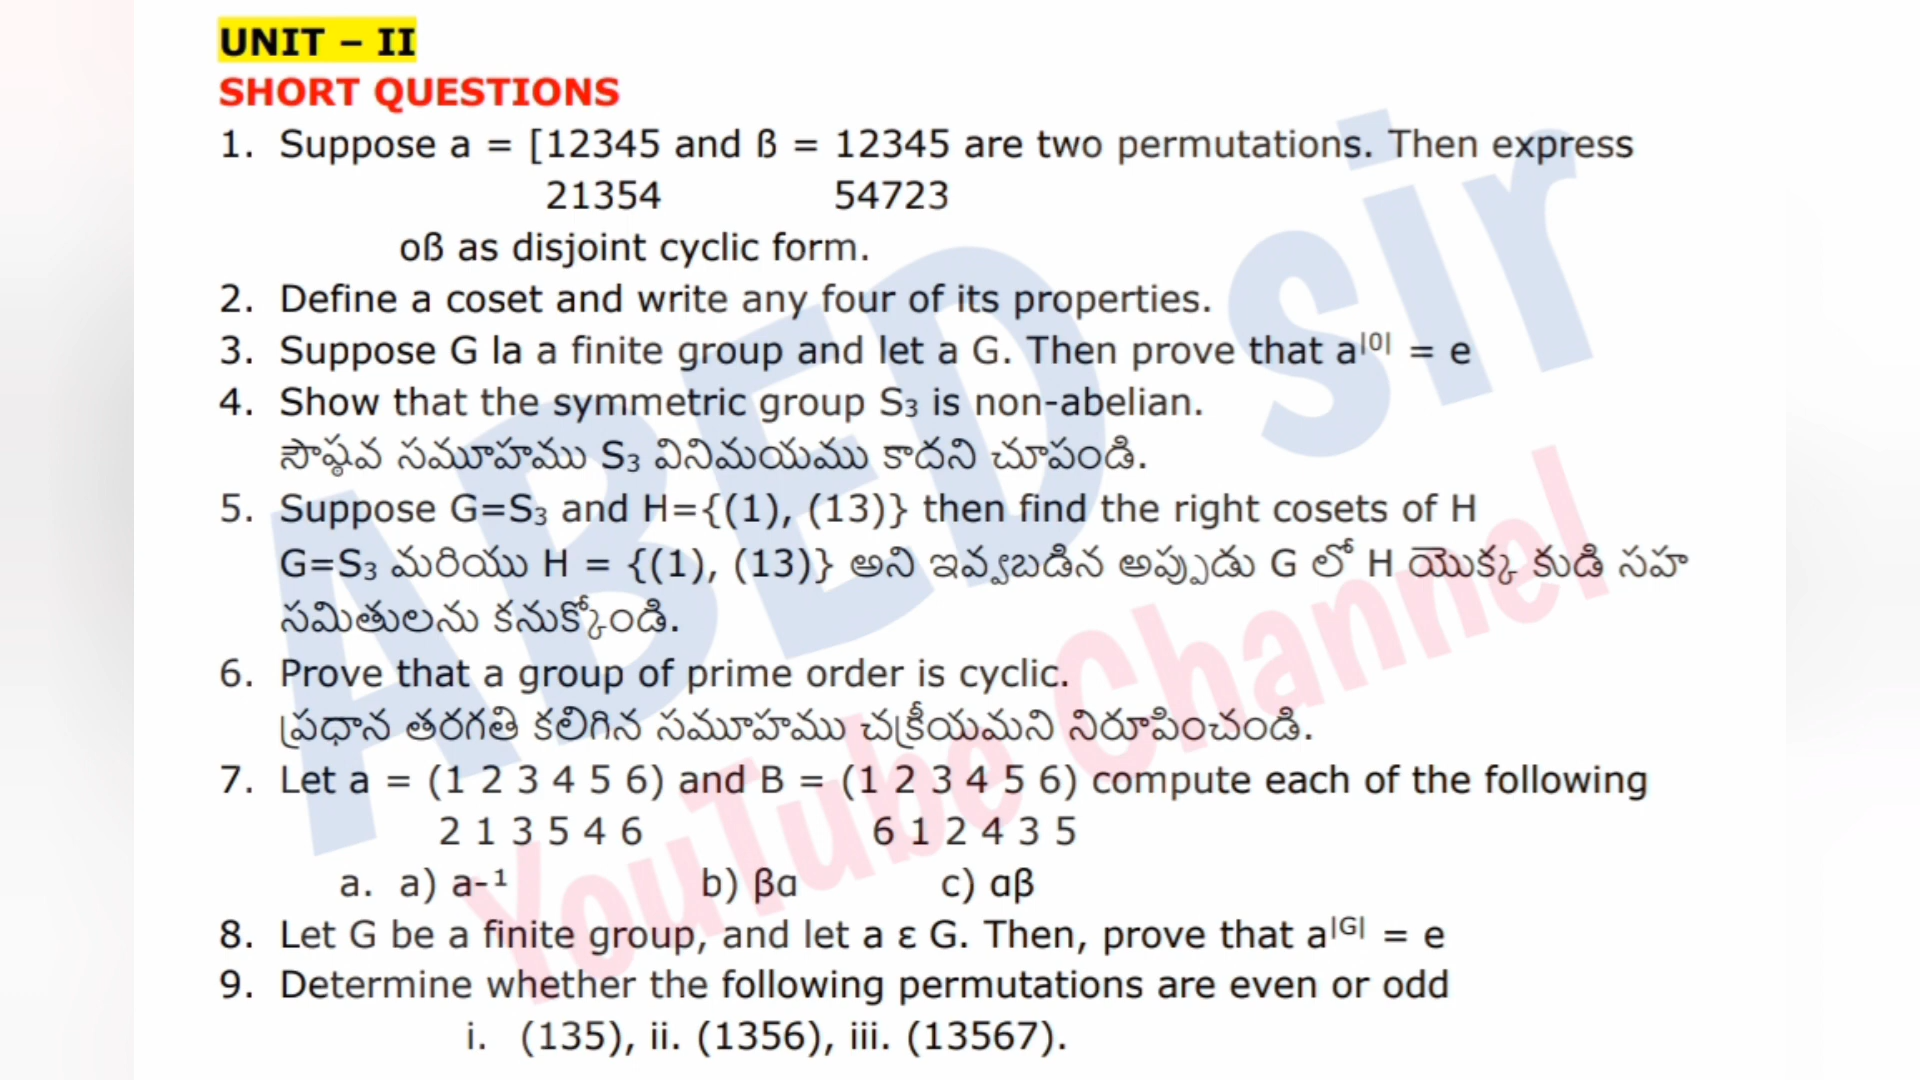 UNIT – II
SHORT QUESTIONS
1. Suppose a = [12345 and ß = 12345 are two permutations. Then express
21354 54723
oß as disjoint cyclic form.
2. Define a coset and write any four of its properties.
3. Suppose G la a finite group and let a G. Then prove that a|0| = e
4. Show that the symmetric group S3 is non-abelian.
సౌష్ఠవ సమూహము S3 వినిమయము కాదని చూపండి.
5. Suppose G=S3 and H={(1), (13)} then find the right cosets of H
G=S3 మరియు H = {(1), (13)} అని ఇవ్వబడిన అప్పుడు G లో H యొక్క కుడి సహ
సమితులను కనుక్కోండి.
6. Prove that a group of prime order is cyclic.
ప్రధాన తరగతి కలిగిన సమూహము చక్రీయమని నిరూపించండి.
7. Let a = (1 2 3 4 5 6) and B = (1 2 3 4 5 6) compute each of the following
2 1 3 5 4 6 6 1 2 4 3 5
a. a) a-¹ b) βα c) αβ
8. Let G be a finite group, and let a ε G. Then, prove that a|G| = e
9. Determine whether the following permutations are even or odd
i. (135), ii. (1356), iii. (13567).
ABED sir
YouTube Channel